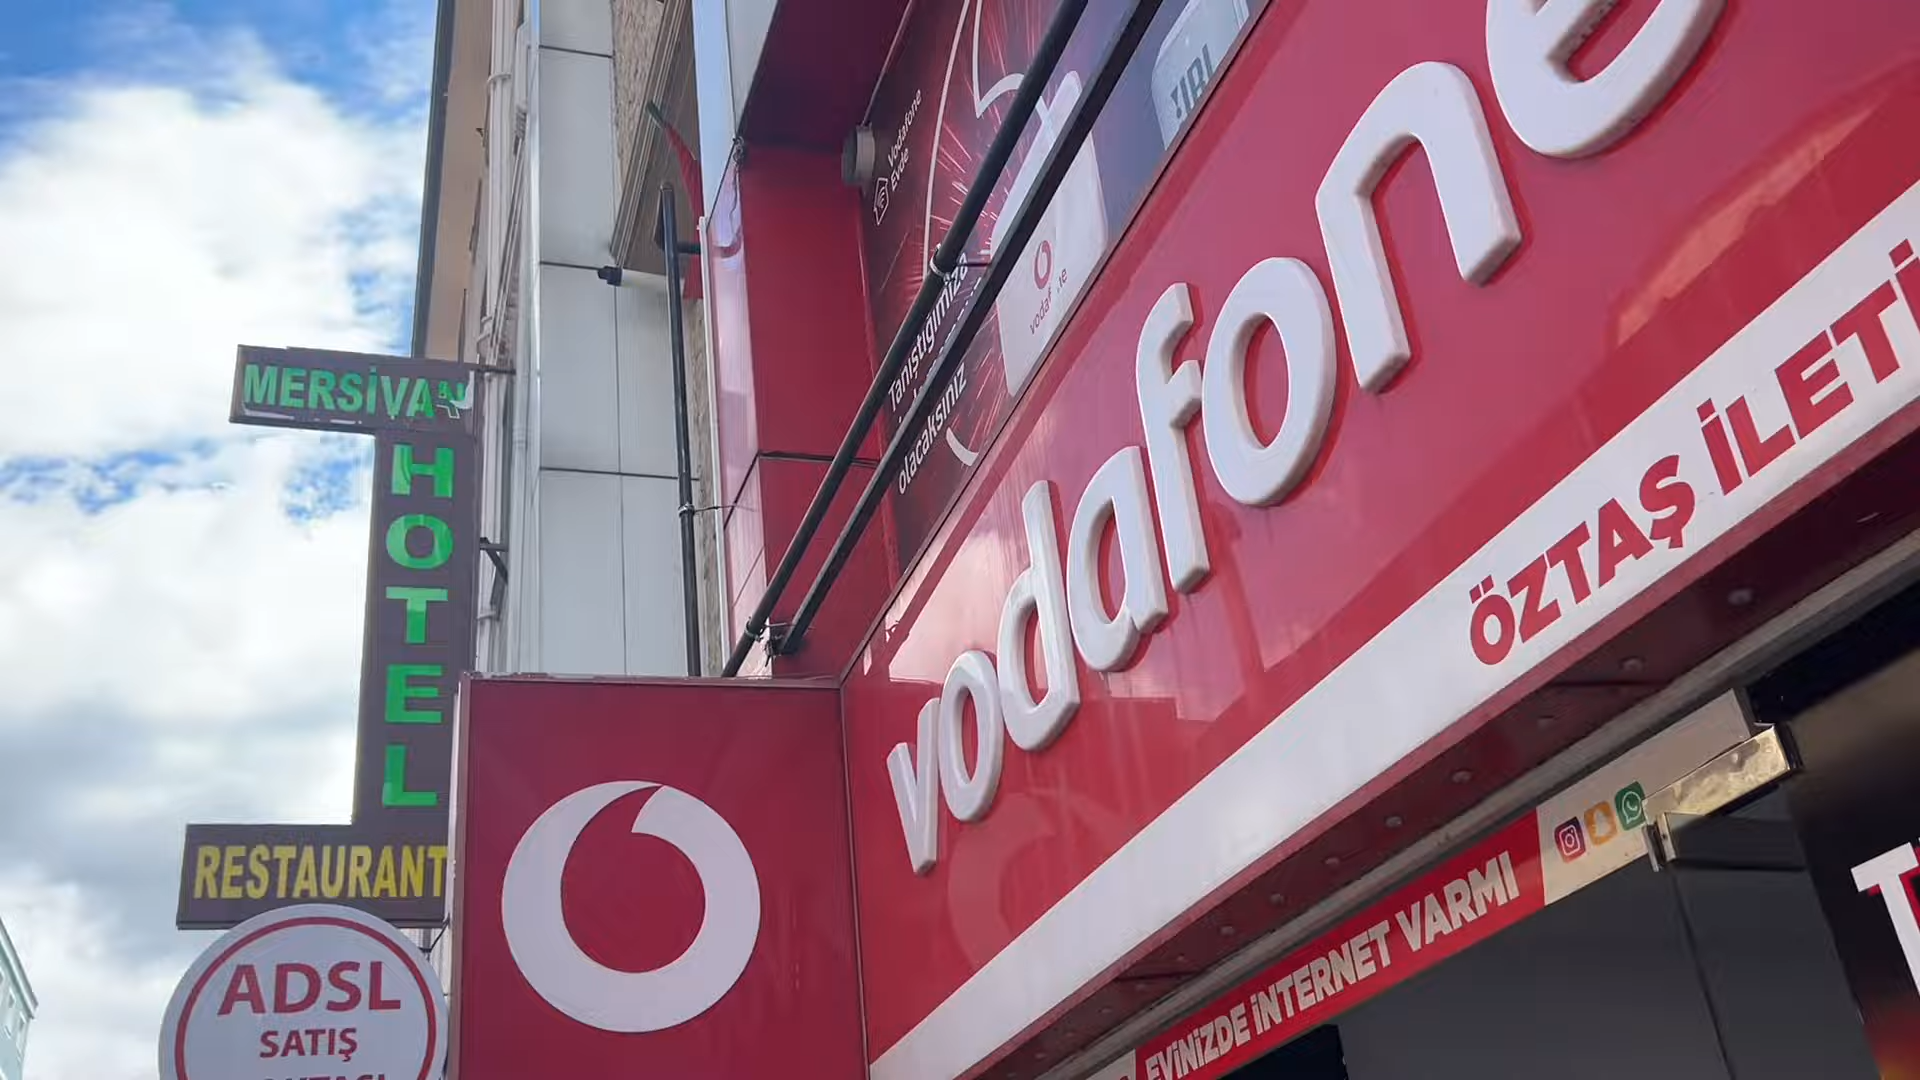 MERSİVAN
HOTEL
RESTAURANT
ADSL
SATIŞ
Vodafone
Evde
Tanıştığımıza
olacaksınız
vodafone
JBL
vodafone
ÖZTAŞ İLETİ
EVİNİZDE İNTERNET VARMI
T